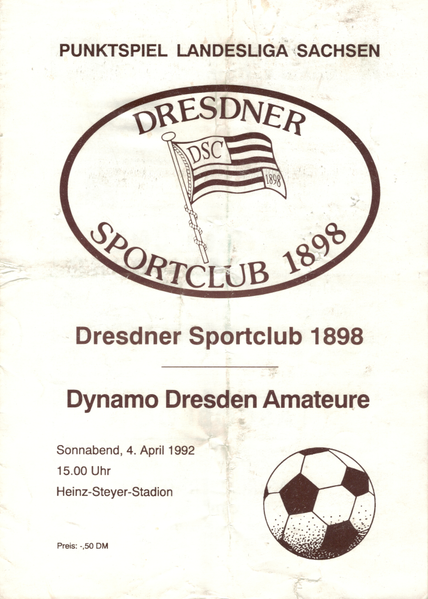 PUNKTSPIEL LANDESLIGA SACHSEN
DRESDNER
DSC
1898
SPORTCLUB 1898
Dresdner Sportclub 1898
Dynamo Dresden Amateure
Sonnabend, 4. April 1992
15.00 Uhr
Heinz-Steyer-Stadion
Preis: -,50 DM